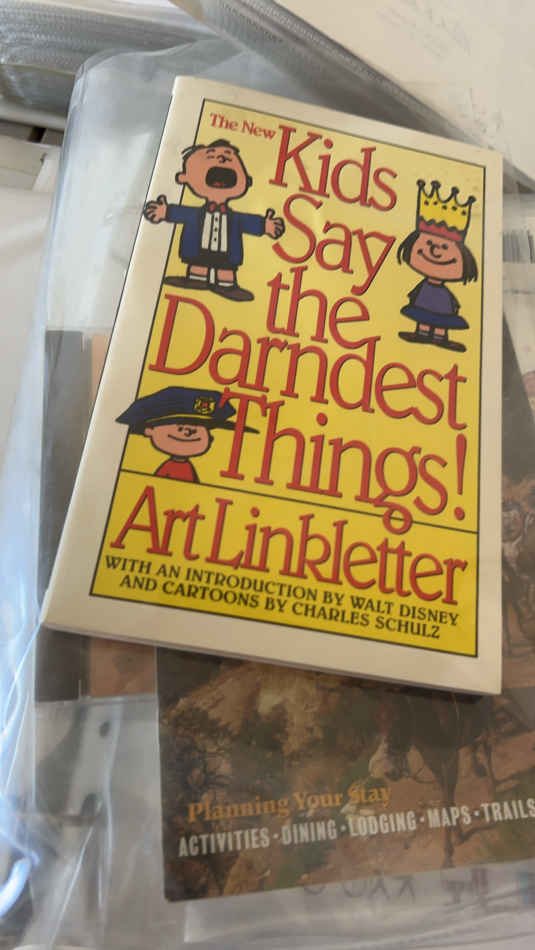 The New
Kids
Say
the
Darndest
Things!
Art Linkletter
WITH AN INTRODUCTION BY WALT DISNEY
AND CARTOONS BY CHARLES SCHULZ
Planning Your Stay
ACTIVITIES • DINING • LODGING • MAPS • TRAILS